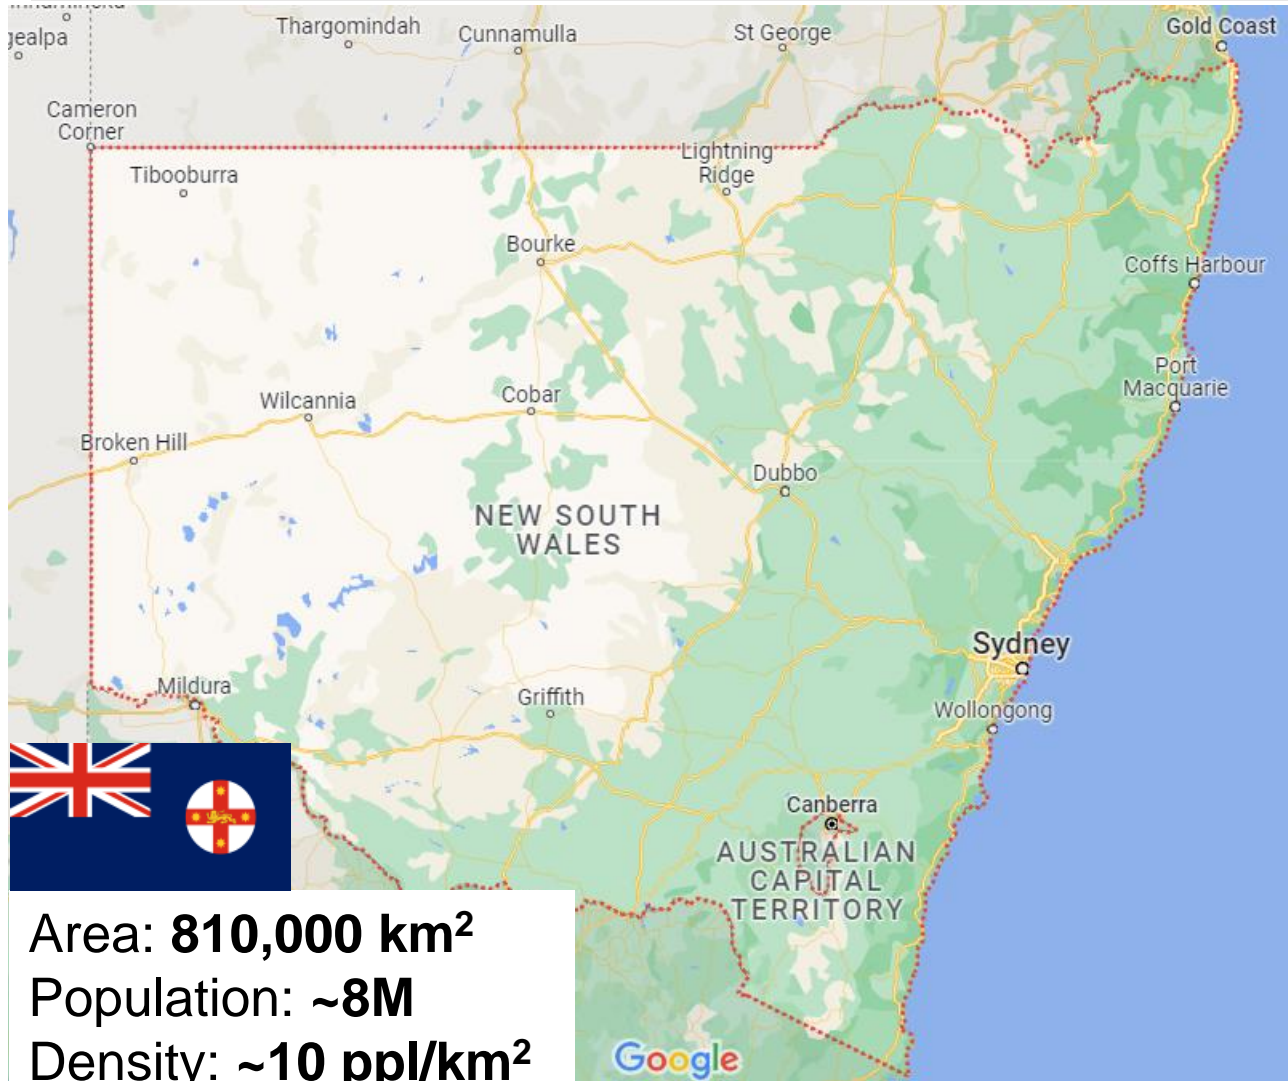 Thargomindah
Cunnamulla
St George
Gold Coast
gealpa
Cameron
Corner
Tibooburra
Lightning
Ridge
Bourke
Coffs Harbour
Port
Macquarie
Wilcannia
Cobar
Broken Hill
Dubbo
NEW SOUTH
WALES
Sydney
Mildura
Griffith
Wollongong
Canberra
AUSTRALIAN
CAPITAL
TERRITORY
Area: 810,000 km²
Population: ~8M
Density: ~10 ppl/km²
Google